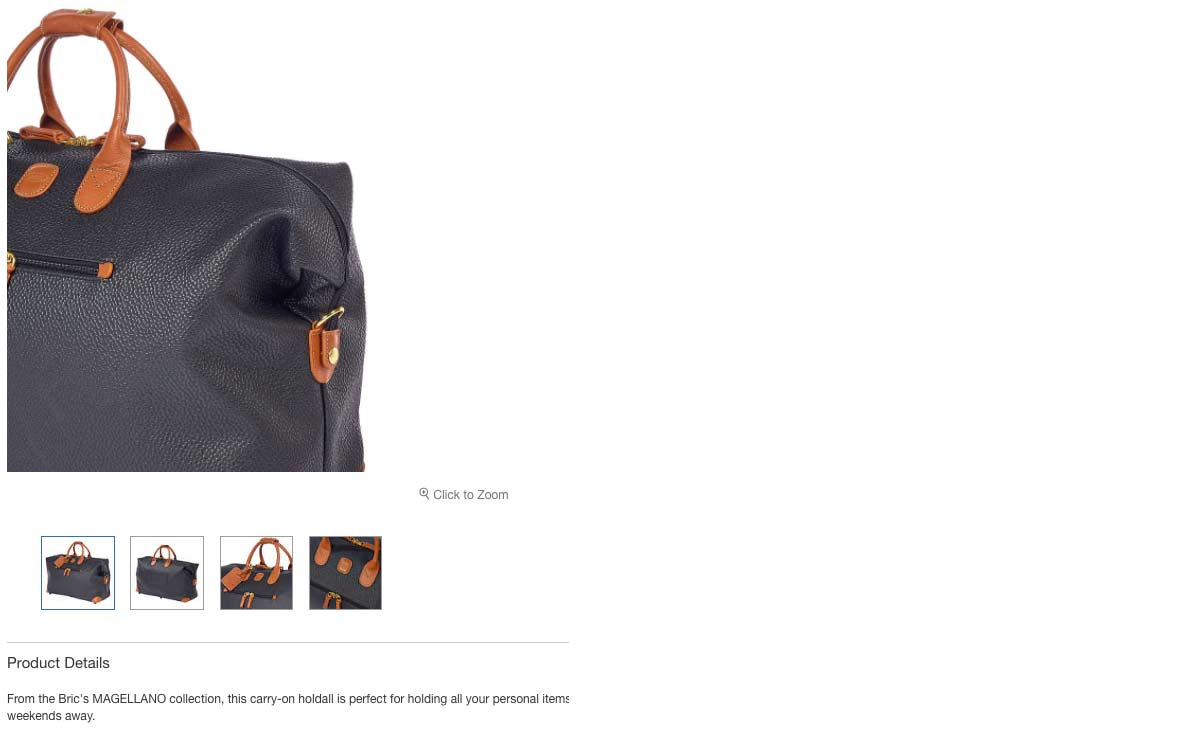 Click to Zoom
Product Details
From the Bric's MAGELLANO collection, this carry-on holdall is perfect for holding all your personal items
weekends away.